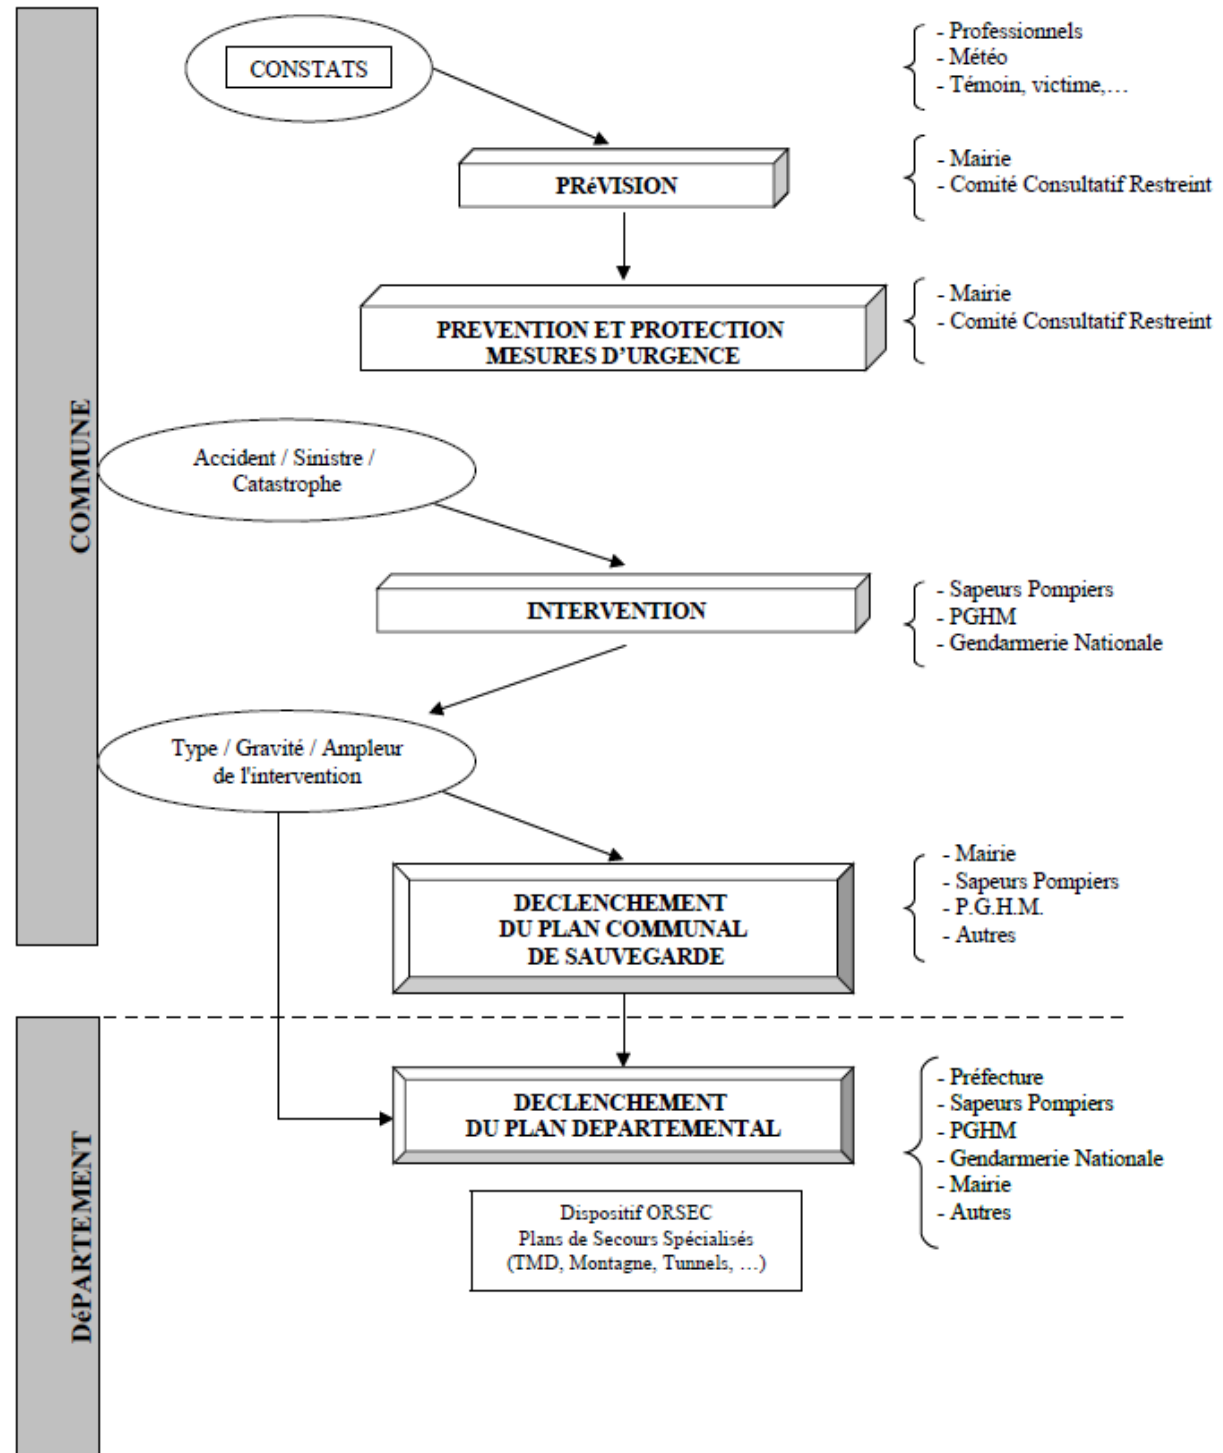 CONSTATS
- Professionnels
- Météo
- Témoin, victime,…
PRéVISION
- Mairie
- Comité Consultatif Restreint
PREVENTION ET PROTECTION
MESURES D’URGENCE
- Mairie
- Comité Consultatif Restreint
COMMUNE
Accident / Sinistre /
Catastrophe
INTERVENTION
- Sapeurs Pompiers
- PGHM
- Gendarmerie Nationale
Type / Gravité / Ampleur
de l'intervention
DECLENCHEMENT
DU PLAN COMMUNAL
DE SAUVEGARDE
- Mairie
- Sapeurs Pompiers
- P.G.H.M.
- Autres
DéPARTEMENT
DECLENCHEMENT
DU PLAN DEPARTEMENTAL
- Préfecture
- Sapeurs Pompiers
- PGHM
- Gendarmerie Nationale
- Mairie
- Autres
Dispositif ORSEC
Plans de Secours Spécialisés
(TMD, Montagne, Tunnels, …)